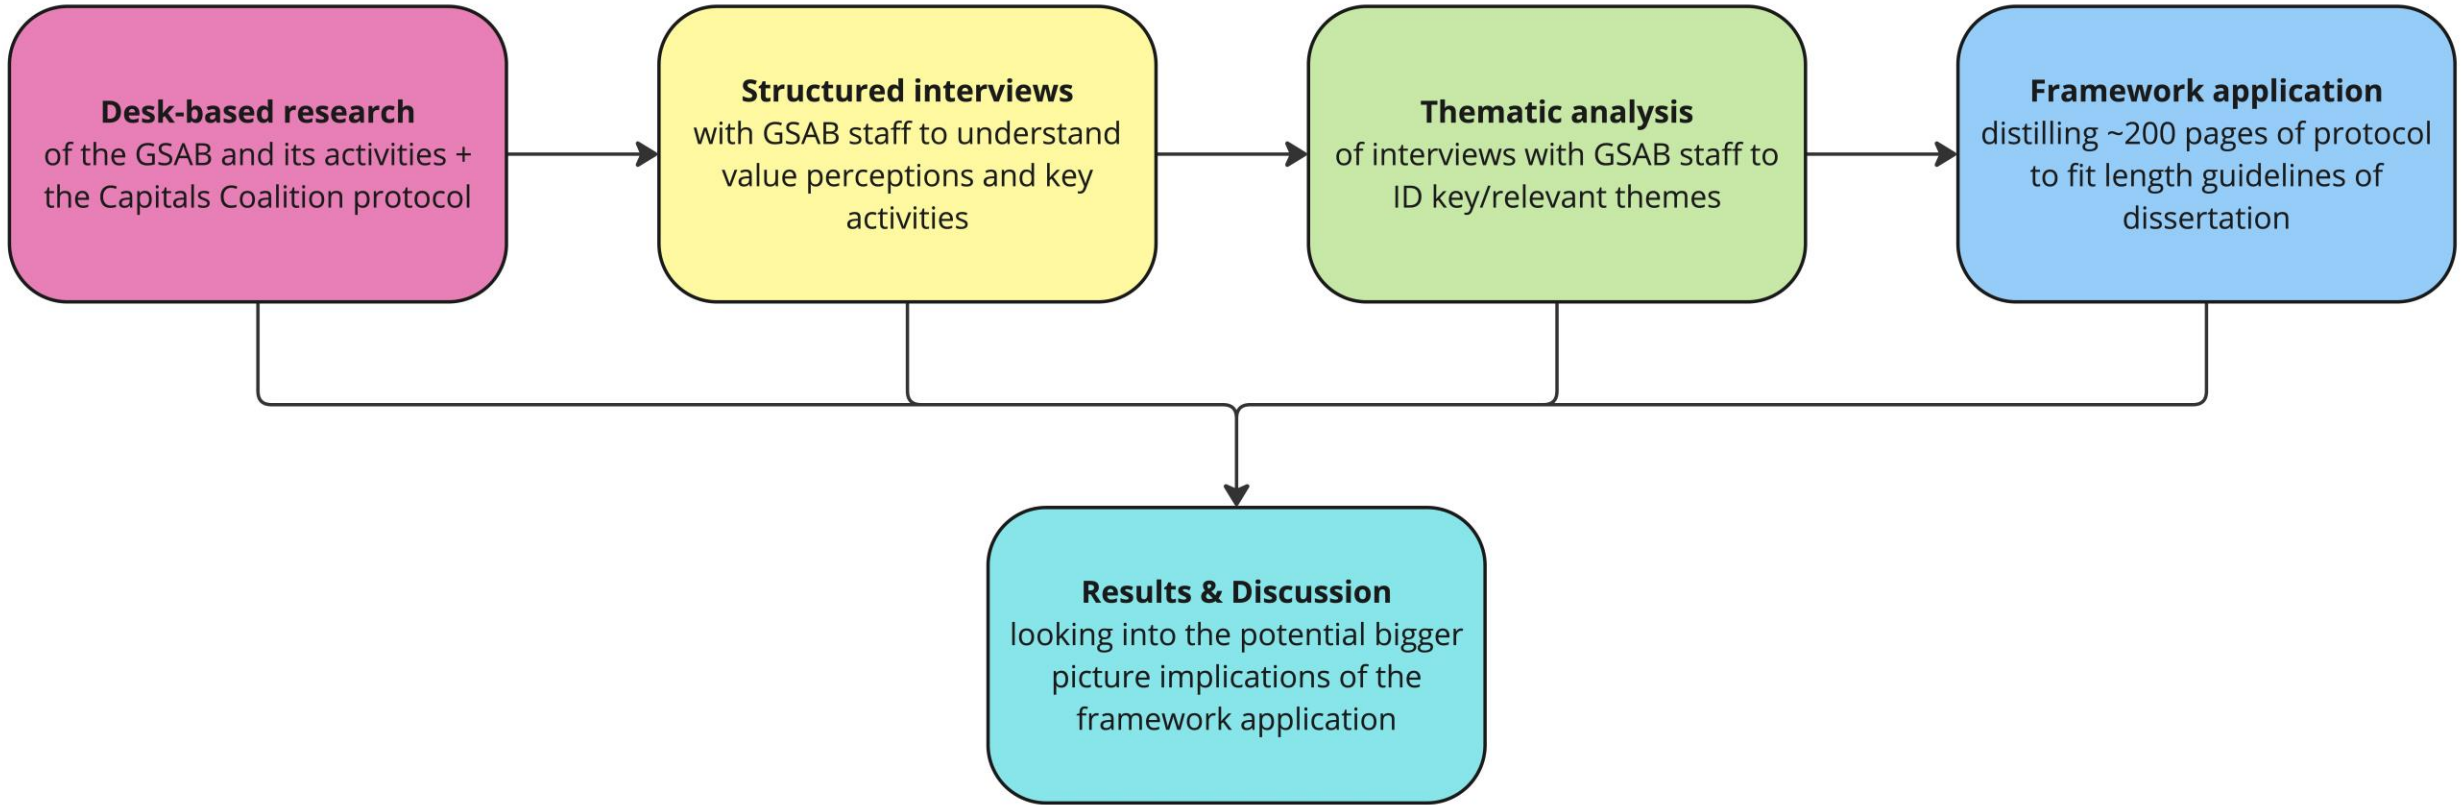 Desk-based research
of the GSAB and its activities +
the Capitals Coalition protocol
Structured interviews
with GSAB staff to understand
value perceptions and key
activities
Thematic analysis
of interviews with GSAB staff to
ID key/relevant themes
Framework application
distilling ~200 pages of protocol
to fit length guidelines of
dissertation
Results & Discussion
looking into the potential bigger
picture implications of the
framework application